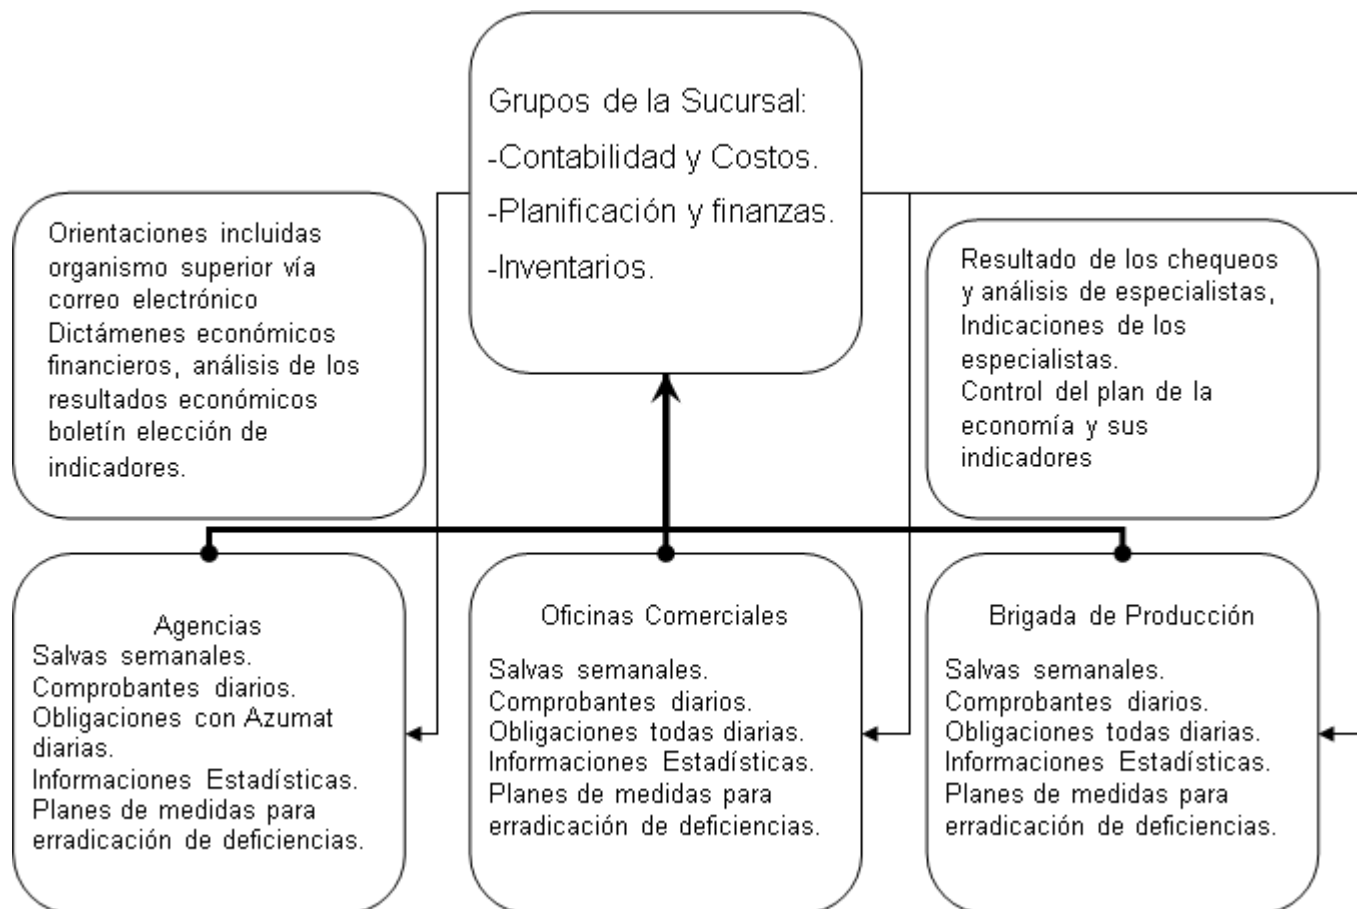 Grupos de la Sucursal:
-Contabilidad y Costos.
-Planificación y finanzas.
-Inventarios.
Orientaciones incluidas
organismo superior vía
correo electrónico
Dictámenes económicos
financieros, análisis de los
resultados económicos
boletín elección de
indicadores.
Resultado de los chequeos
y análisis de especialistas,
Indicaciones de los
especialistas.
Control del plan de la
economía y sus
indicadores
Agencias
Salvas semanales.
Comprobantes diarios.
Obligaciones con Azumat
diarias.
Informaciones Estadísticas.
Planes de medidas para
erradicación de deficiencias.
Oficinas Comerciales
Salvas semanales.
Comprobantes diarios.
Obligaciones todas diarias.
Informaciones Estadísticas.
Planes de medidas para
erradicación de deficiencias.
Brigada de Producción
Salvas semanales.
Comprobantes diarios.
Obligaciones todas diarias.
Informaciones Estadísticas.
Planes de medidas para
erradicación de deficiencias.